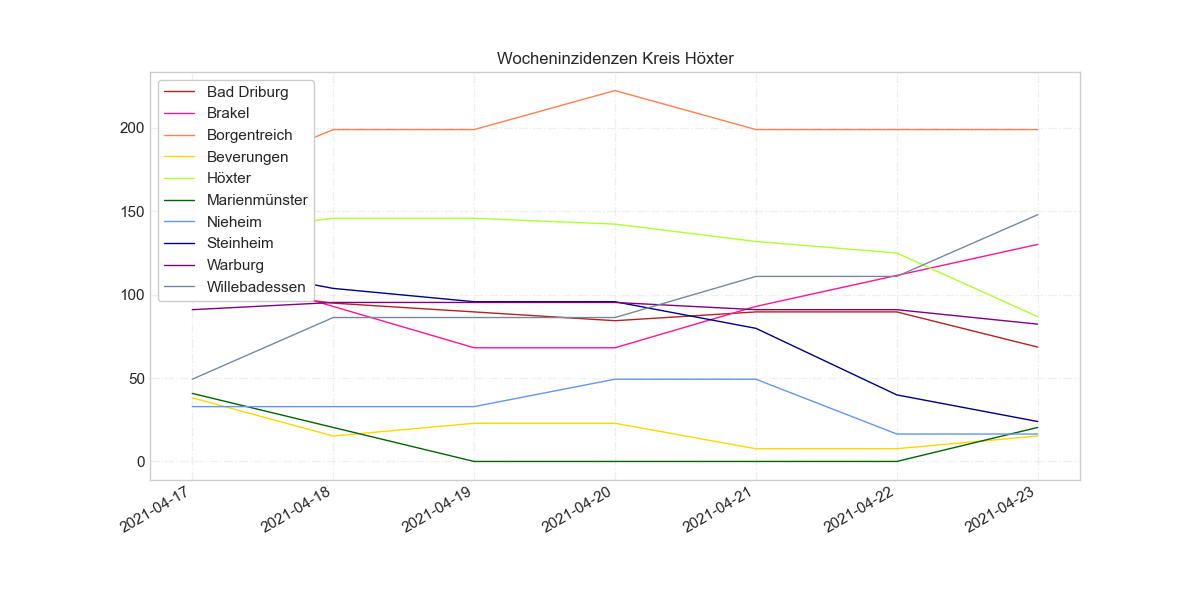 Wocheninzidenzen Kreis Höxter
Bad Driburg
Brakel
Borgentreich
Beverungen
Höxter
Marienmünster
Nieheim
Steinheim
Warburg
Willebadessen
200
150
100
50
0
2021-04-17
2021-04-18
2021-04-19
2021-04-20
2021-04-21
2021-04-22
2021-04-23